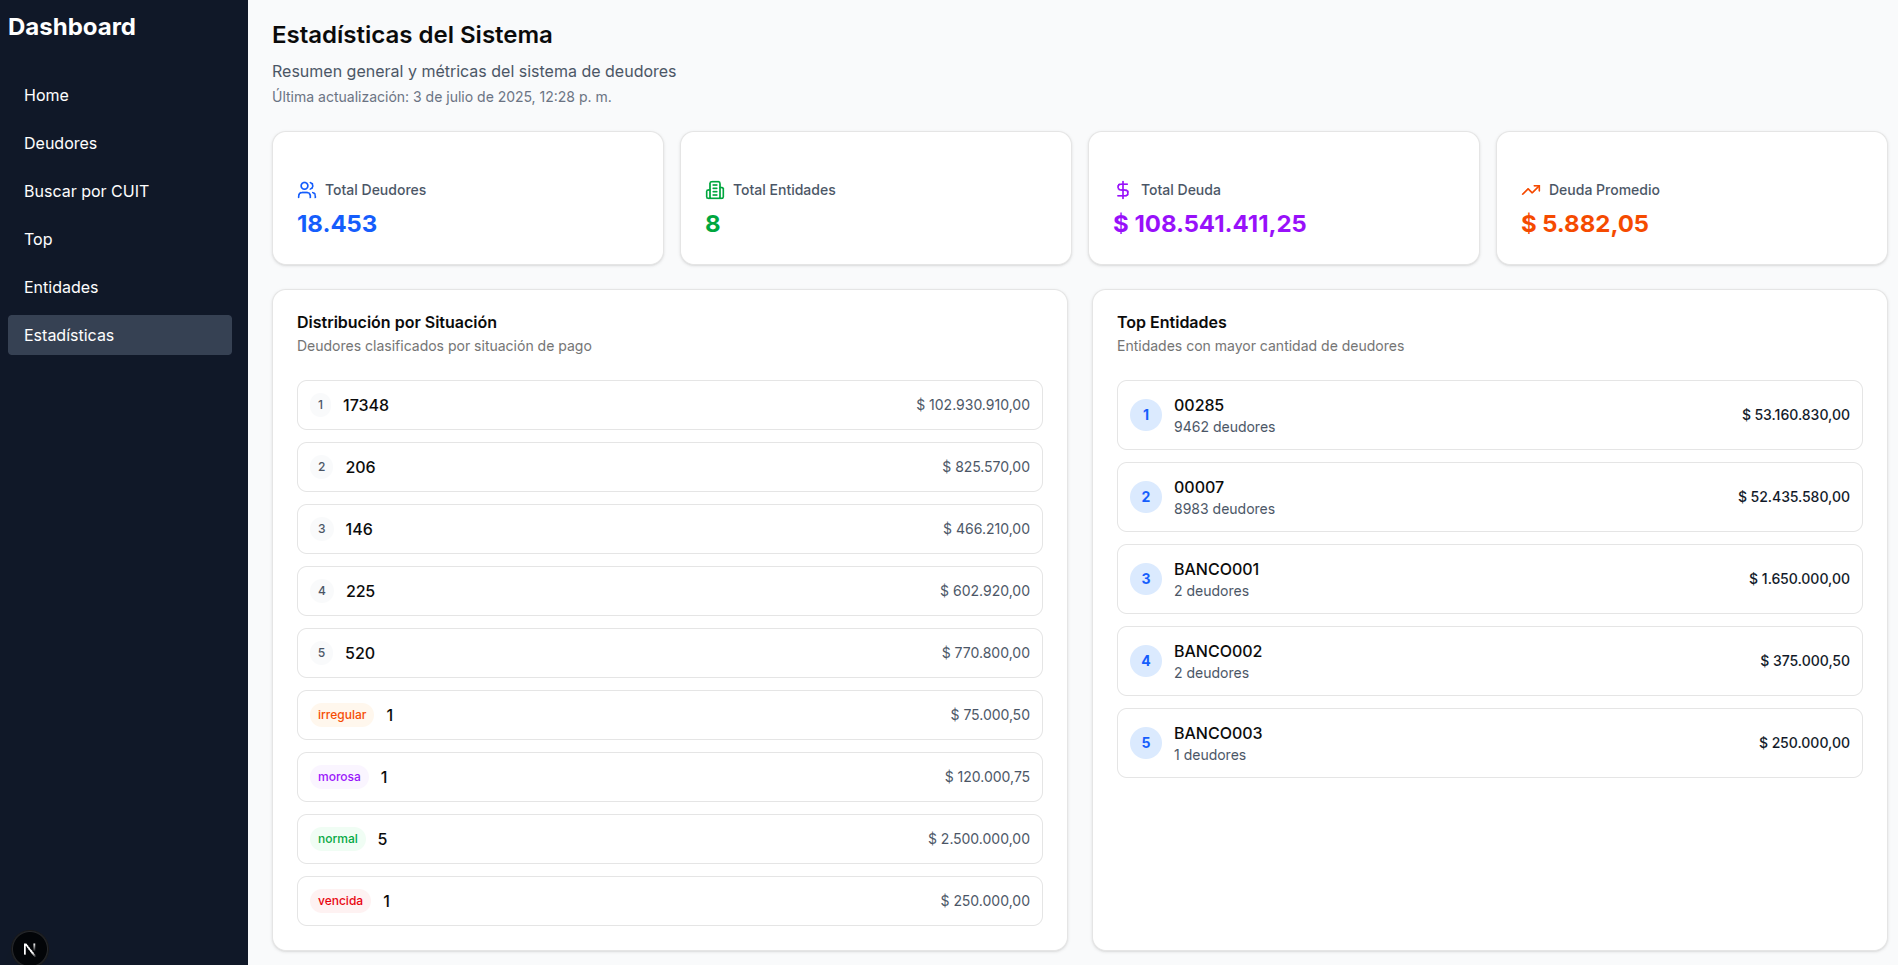 Dashboard
Home
Deudores
Buscar por CUIT
Top
Entidades
Estadísticas
N
Estadísticas del Sistema
Resumen general y métricas del sistema de deudores
Última actualización: 3 de julio de 2025, 12:28 p. m.
Total Deudores
18.453
Total Entidades
8
Total Deuda
$ 108.541.411,25
Deuda Promedio
$ 5.882,05
Distribución por Situación
Deudores clasificados por situación de pago
1 17348 $ 102.930.910,00
2 206 $ 825.570,00
3 146 $ 466.210,00
4 225 $ 602.920,00
5 520 $ 770.800,00
irregular 1 $ 75.000,50
morosa 1 $ 120.000,75
normal 5 $ 2.500.000,00
vencida 1 $ 250.000,00
Top Entidades
Entidades con mayor cantidad de deudores
1 00285 $ 53.160.830,00
9462 deudores
2 00007 $ 52.435.580,00
8983 deudores
3 BANCO001 $ 1.650.000,00
2 deudores
4 BANCO002 $ 375.000,50
2 deudores
5 BANCO003 $ 250.000,00
1 deudores